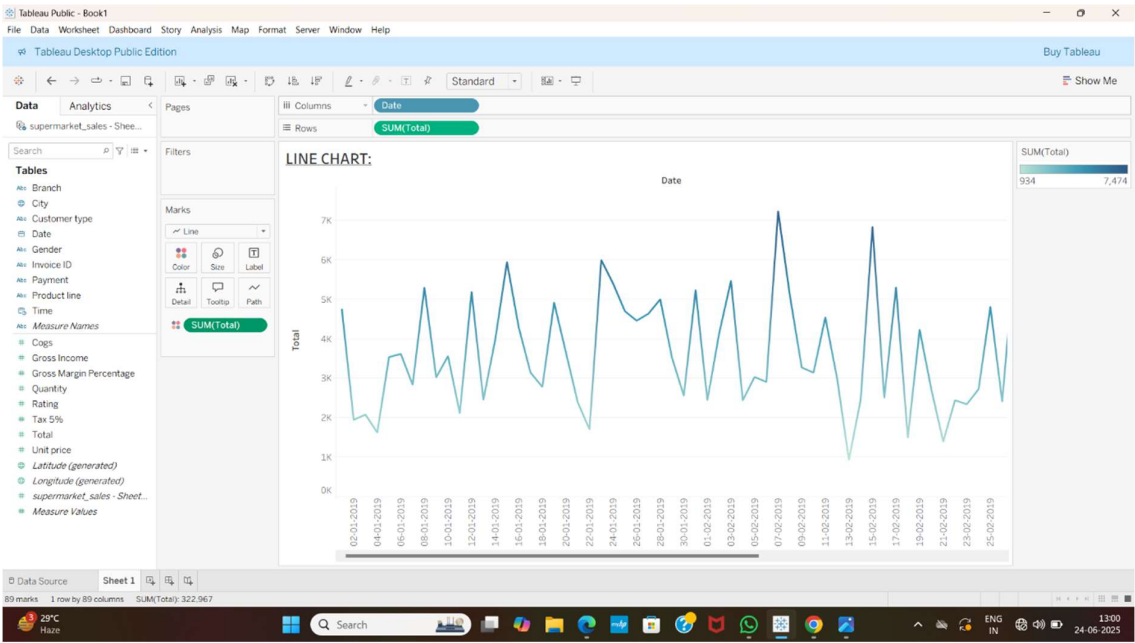 Tableau Public - Book1
File Data Worksheet Dashboard Story Analysis Map Format Server Window Help
Tableau Desktop Public Edition
Buy Tableau
Standard
Show Me
Data Analytics
supermarket_sales - Shee...
Search
Tables
Abc Branch
City
Abc Customer type
Date
Abc Gender
Abc Invoice ID
Abc Payment
Abc Product line
Time
Abc Measure Names
# Cogs
# Gross Income
# Gross Margin Percentage
# Quantity
# Rating
# Tax 5%
# Total
# Unit price
Latitude (generated)
Longitude (generated)
# supermarket_sales - Sheet...
# Measure Values
Pages
Filters
Marks
Line
Color Size Label
Detail Tooltip Path
SUM(Total)
Columns Date
Rows SUM(Total)
LINE CHART:
Date
Total
7K
6K
5K
4K
3K
2K
1K
0K
02-01-2019
04-01-2019
06-01-2019
08-01-2019
10-01-2019
12-01-2019
14-01-2019
16-01-2019
18-01-2019
20-01-2019
22-01-2019
24-01-2019
26-01-2019
28-01-2019
30-01-2019
01-02-2019
03-02-2019
05-02-2019
07-02-2019
09-02-2019
11-02-2019
13-02-2019
15-02-2019
17-02-2019
19-02-2019
21-02-2019
23-02-2019
25-02-2019
SUM(Total)
934 7,474
Data Source Sheet 1
89 marks 1 row by 89 columns SUM(Total): 322,967
3
29°C
Haze
Search
ENG
IN
13:00
24-06-2025